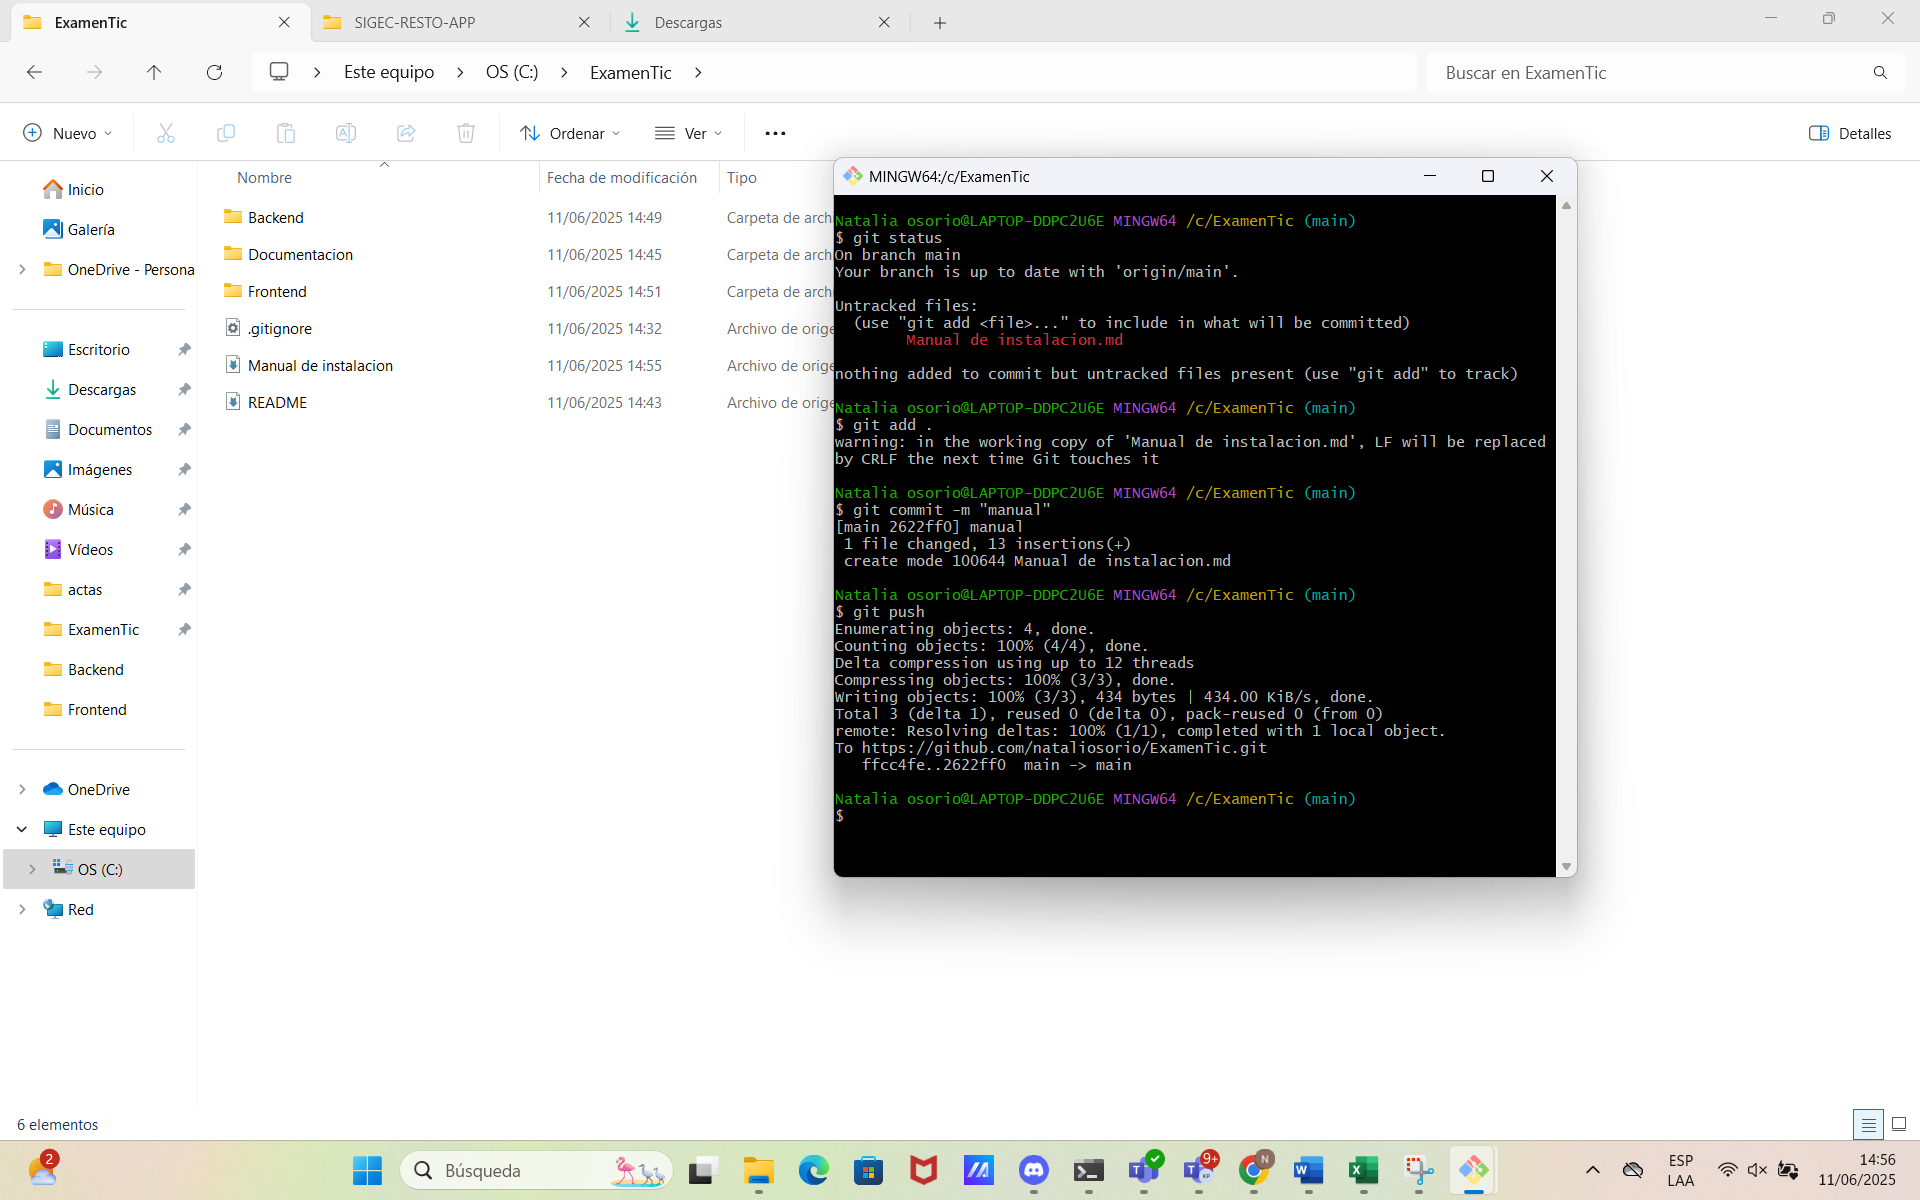 ExamenTic
SIGEC-RESTO-APP
Descargas
Este equipo
OS (C:)
ExamenTic
Buscar en ExamenTic
Nuevo
Ordenar
Ver
Detalles
Inicio
Galería
OneDrive - Persona
Escritorio
Descargas
Documentos
Imágenes
Música
Vídeos
actas
ExamenTic
Backend
Frontend
OneDrive
Este equipo
OS (C:)
Red
Nombre Fecha de modificación Tipo
Backend 11/06/2025 14:49 Carpeta de arch
Documentacion 11/06/2025 14:45 Carpeta de arch
Frontend 11/06/2025 14:51 Carpeta de arch
.gitignore 11/06/2025 14:32 Archivo de orige
Manual de instalacion 11/06/2025 14:55 Archivo de orige
README 11/06/2025 14:43 Archivo de orige
MINGW64:/c/ExamenTic
Natalia osorio@LAPTOP-DDPC2U6E MINGW64 /c/ExamenTic (main)
$ git status
On branch main
Your branch is up to date with 'origin/main'.
Untracked files:
(use "git add <file>..." to include in what will be committed)
Manual de instalacion.md
nothing added to commit but untracked files present (use "git add" to track)
Natalia osorio@LAPTOP-DDPC2U6E MINGW64 /c/ExamenTic (main)
$ git add .
warning: in the working copy of 'Manual de instalacion.md', LF will be replaced
by CRLF the next time Git touches it
Natalia osorio@LAPTOP-DDPC2U6E MINGW64 /c/ExamenTic (main)
$ git commit -m "manual"
[main 2622ff0] manual
1 file changed, 13 insertions(+)
create mode 100644 Manual de instalacion.md
Natalia osorio@LAPTOP-DDPC2U6E MINGW64 /c/ExamenTic (main)
$ git push
Enumerating objects: 4, done.
Counting objects: 100% (4/4), done.
Delta compression using up to 12 threads
Compressing objects: 100% (3/3), done.
Writing objects: 100% (3/3), 434 bytes | 434.00 KiB/s, done.
Total 3 (delta 1), reused 0 (delta 0), pack-reused 0 (from 0)
remote: Resolving deltas: 100% (1/1), completed with 1 local object.
To https://github.com/nataliosorio/ExamenTic.git
ffcc4fe..2622ff0  main -> main
Natalia osorio@LAPTOP-DDPC2U6E MINGW64 /c/ExamenTic (main)
$
6 elementos
2
Búsqueda
9+
N
ESP
LAA
14:56
11/06/2025